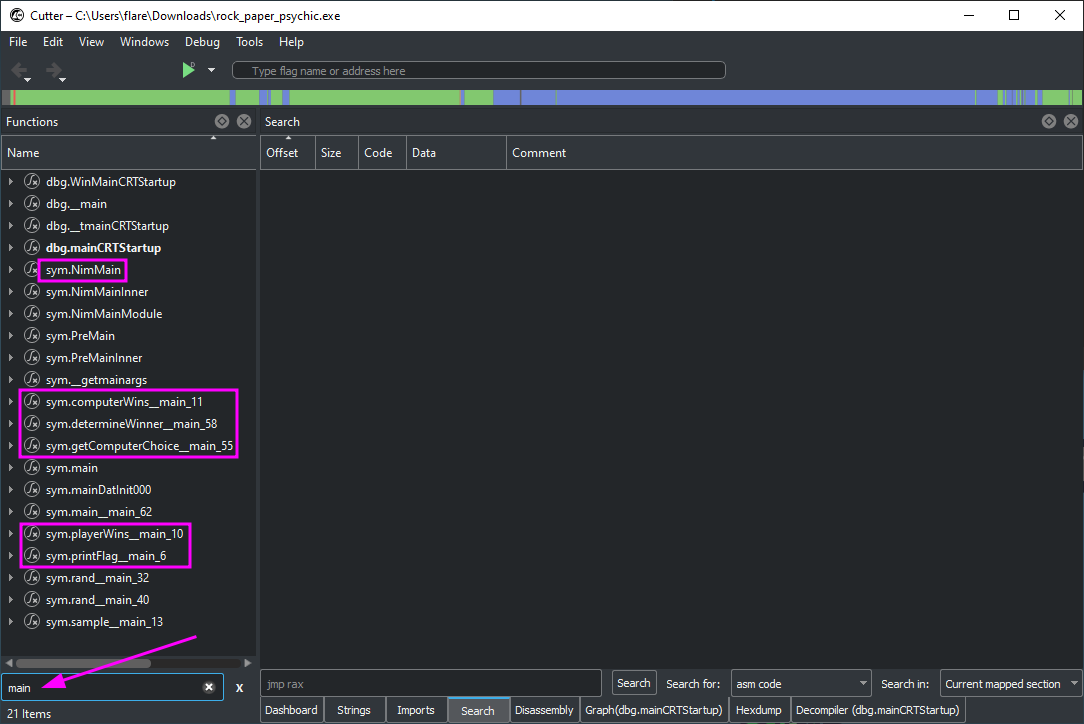 Cutter – C:\Users\flare\Downloads\rock_paper_psychic.exe
File Edit View Windows Debug Tools Help
Type flag name or address here
Functions
Search
Name
Offset Size Code Data Comment
dbg.WinMainCRTStartup
dbg.__main
dbg.__tmainCRTStartup
dbg.mainCRTStartup
sym.NimMain
sym.NimMainInner
sym.NimMainModule
sym.PreMain
sym.PreMainInner
sym.__getmainargs
sym.computerWins__main_11
sym.determineWinner__main_58
sym.getComputerChoice__main_55
sym.main
sym.mainDatInit000
sym.main__main_62
sym.playerWins__main_10
sym.printFlag__main_6
sym.rand__main_32
sym.rand__main_40
sym.sample__main_13
main X
21 Items
jmp rax Search Search for: asm code Search in: Current mapped section
Dashboard Strings Imports Search Disassembly Graph(dbg.mainCRTStartup) Hexdump Decompiler (dbg.mainCRTStartup)